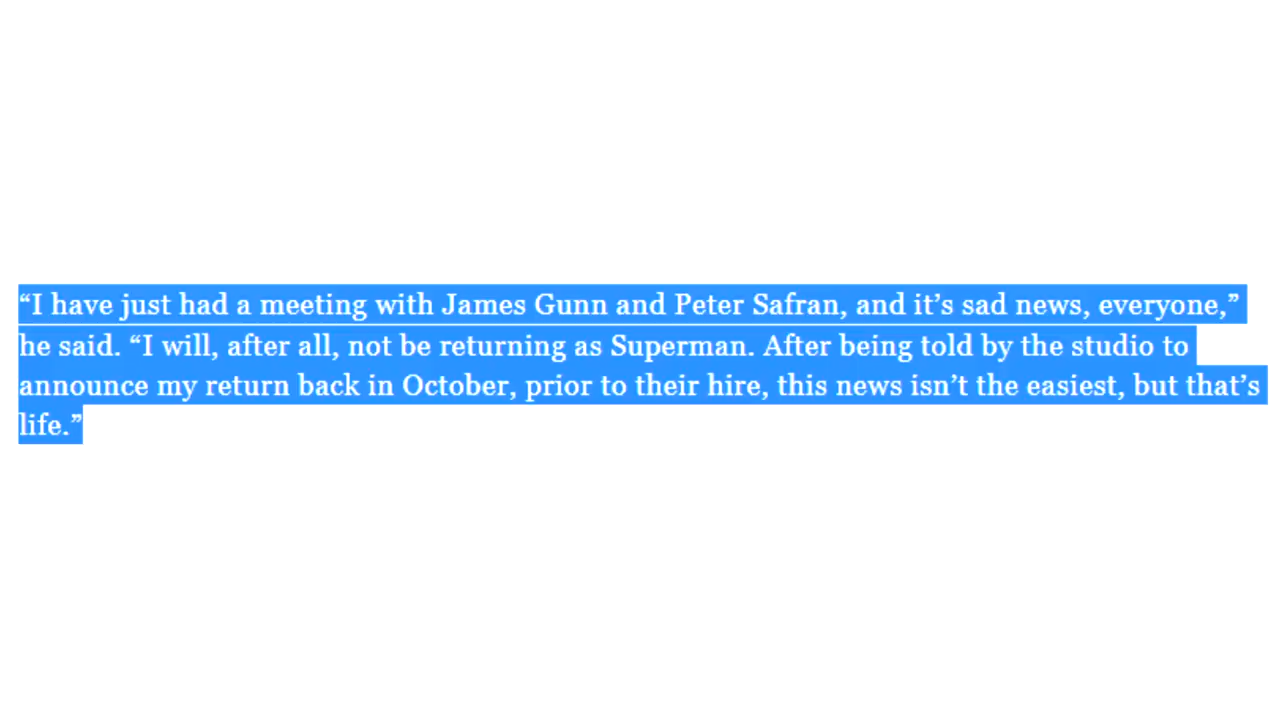 “I have just had a meeting with James Gunn and Peter Safran, and it’s sad news, everyone,”
he said. “I will, after all, not be returning as Superman. After being told by the studio to
announce my return back in October, prior to their hire, this news isn’t the easiest, but that’s
life.”